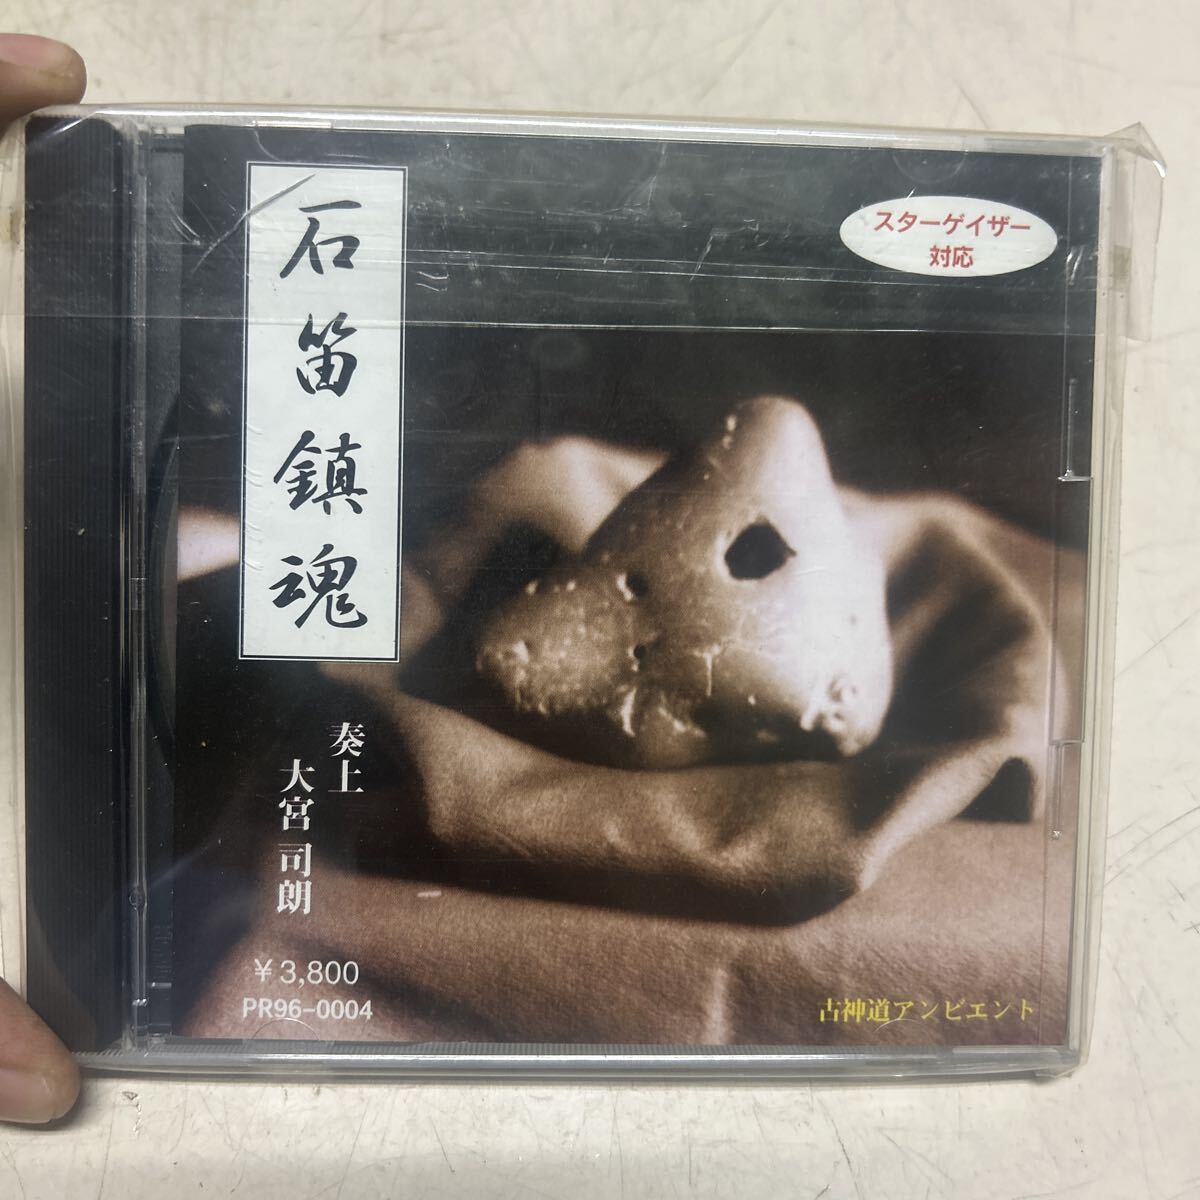 石笛鎮魂
スターゲイザー
対応
奏上
大宮司朗
￥3,800
PR96-0004
古神道アンビエント